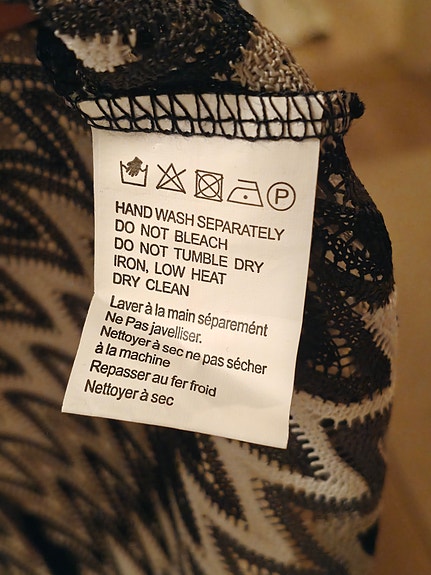 P
HAND WASH SEPARATELY
DO NOT BLEACH
DO NOT TUMBLE DRY
IRON, LOW HEAT
DRY CLEAN
Laver à la main séparemént
Ne Pas javelliser.
Nettoyer à sec ne pas sécher
à la machine
Repasser au fer froid
Nettoyer à sec